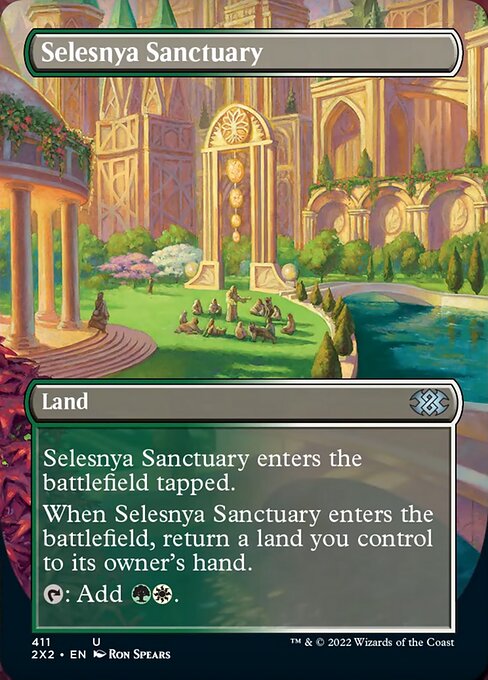 Selesnya Sanctuary
Land
Selesnya Sanctuary enters the
battlefield tapped.
When Selesnya Sanctuary enters the
battlefield, return a land you control
to its owner's hand.
: Add .
411 U
2X2 • EN Ron Spears
™ & © 2022 Wizards of the Coast